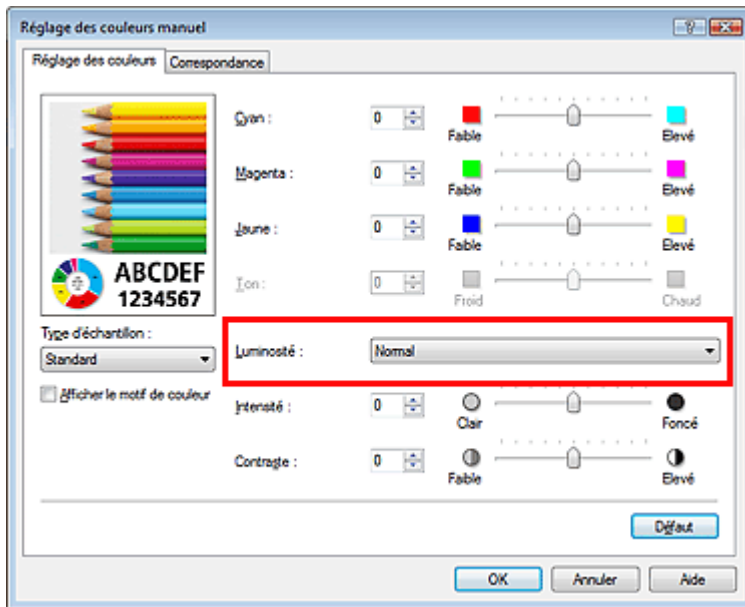 Réglage des couleurs manuel
Réglage des couleurs
Correspondance
Cyan :
0
Faible
Elevé
Magenta :
0
Faible
Elevé
Jaune :
0
Faible
Elevé
ABCDEF
1234567
Ton :
0
Froid
Chaud
Type d'échantillon :
Standard
Luminosité :
Normal
Afficher le motif de couleur
Intensité :
0
Clair
Foncé
Contraste :
0
Faible
Elevé
Défaut
OK
Annuler
Aide